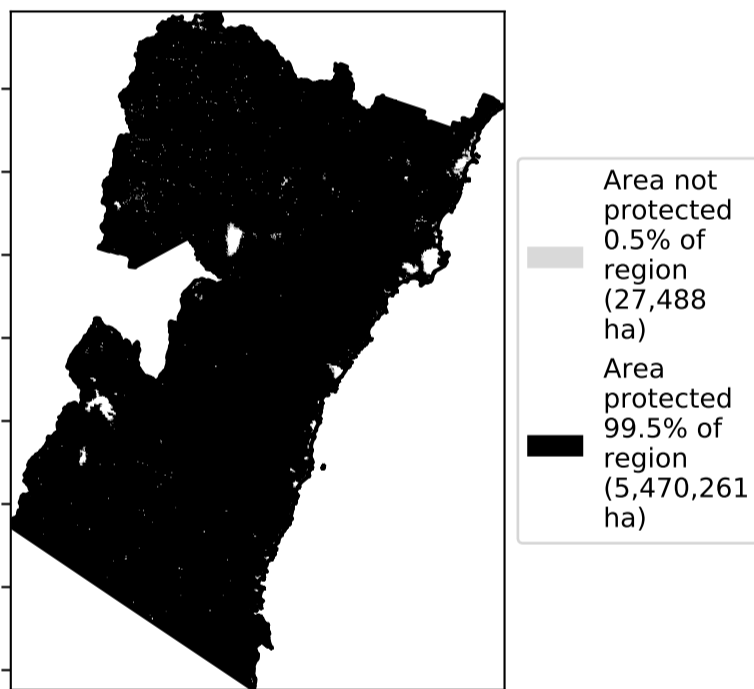 Area not
protected
0.5% of
region
(27,488
ha)
Area
protected
99.5% of
region
(5,470,261
ha)